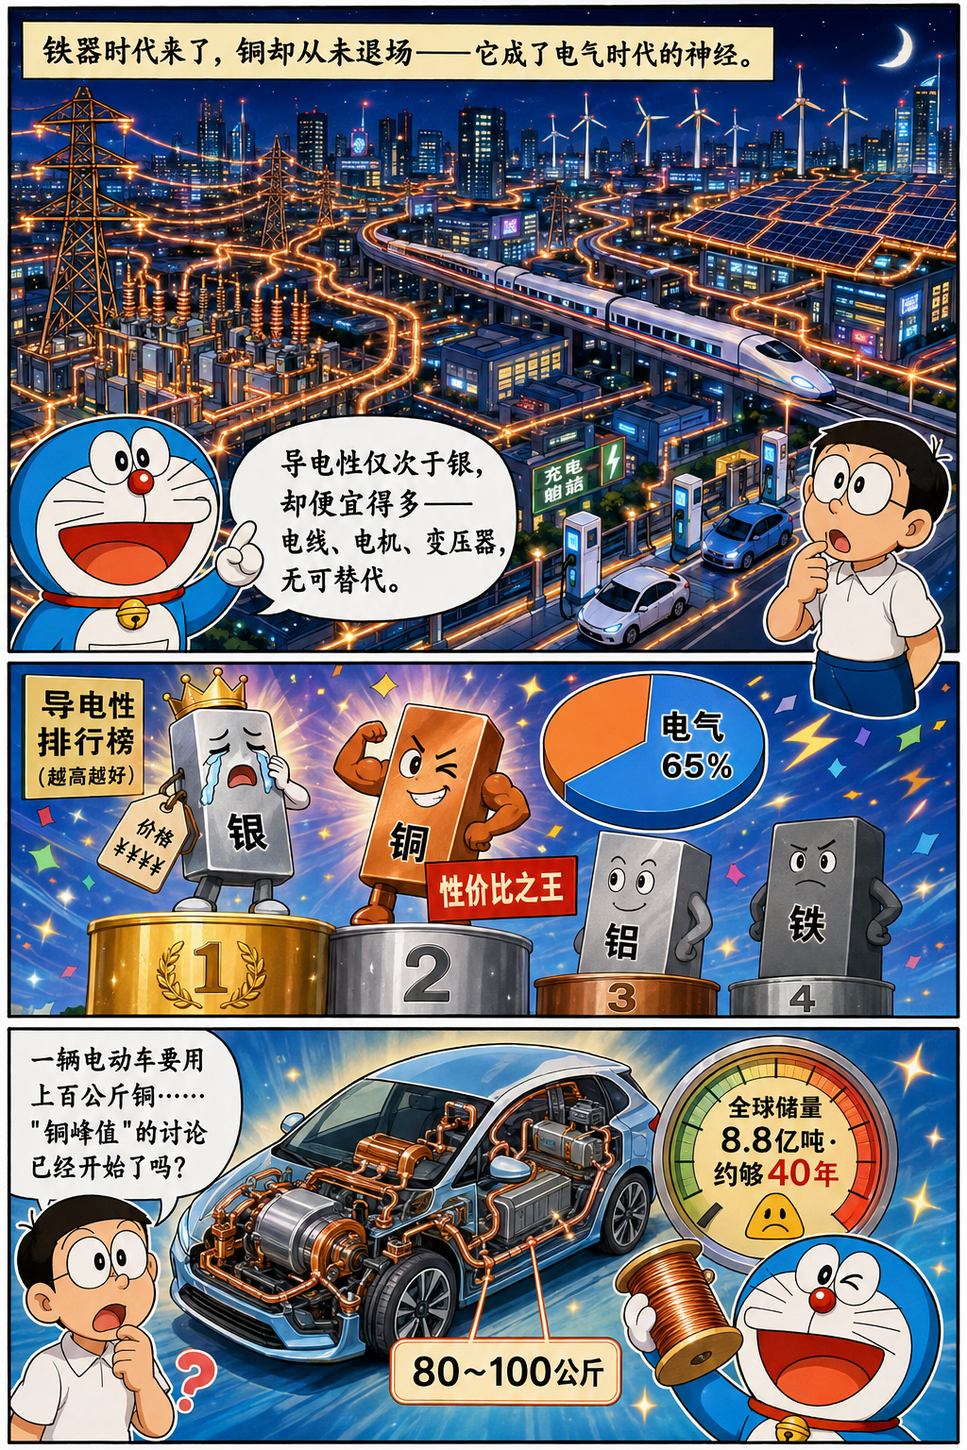 铁器时代来了，铜却从未退场——它成了电气时代的神经。
导电性仅次于银，
却便宜得多——
电线、电机、变压器，
无可替代。
充电
导电性
排行榜
（越高越好）
价格
¥¥¥¥
银
铜
电气
65%
性价比之王
铝
铁
1
2
3
4
一辆电动车要用
上百公斤铜……
"铜峰值"的讨论
已经开始了吗？
全球储量
8.8亿吨·
约够40年
80～100公斤
?